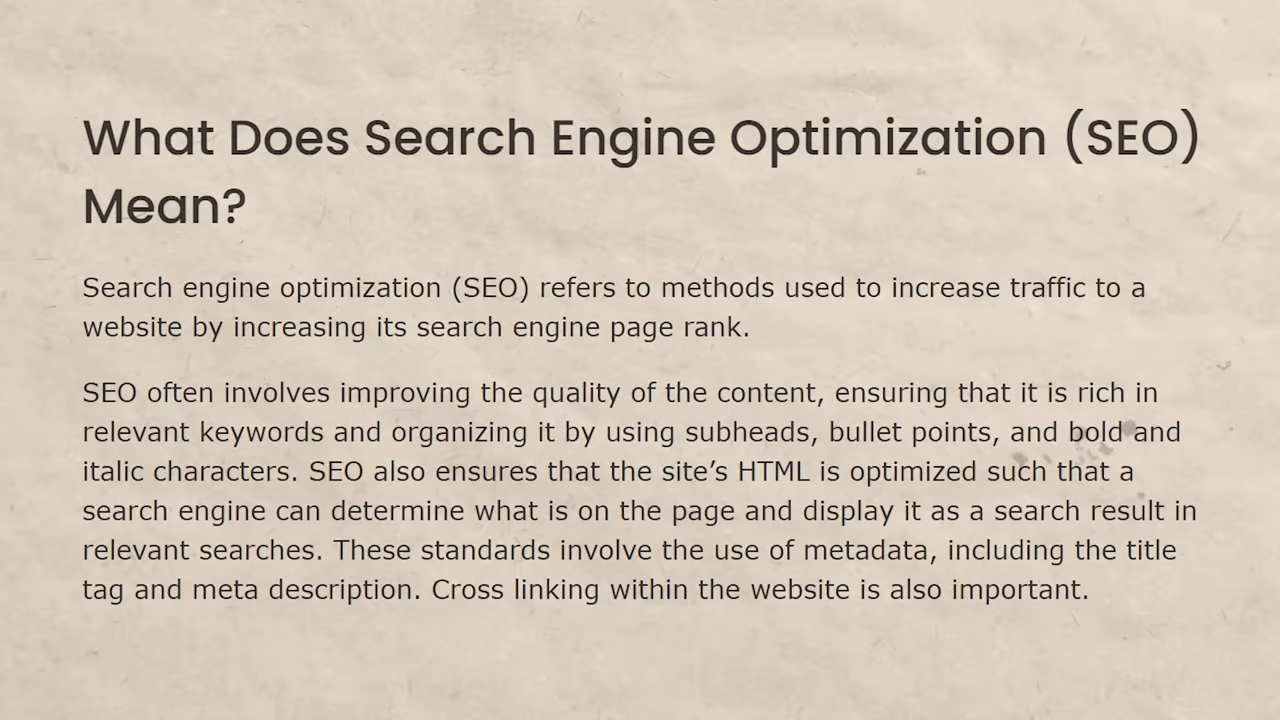 What Does Search Engine Optimization (SEO)
Mean?
Search engine optimization (SEO) refers to methods used to increase traffic to a
website by increasing its search engine page rank.
SEO often involves improving the quality of the content, ensuring that it is rich in
relevant keywords and organizing it by using subheads, bullet points, and bold and
italic characters. SEO also ensures that the site’s HTML is optimized such that a
search engine can determine what is on the page and display it as a search result in
relevant searches. These standards involve the use of metadata, including the title
tag and meta description. Cross linking within the website is also important.